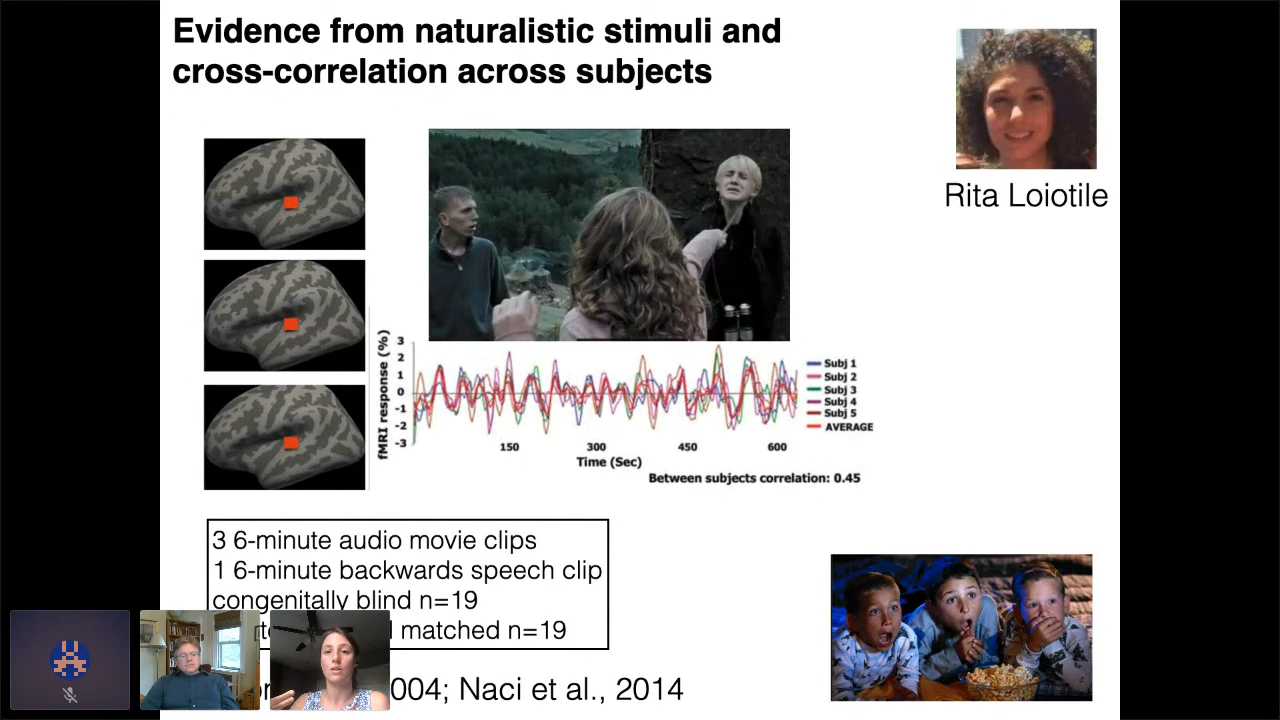 Evidence from naturalistic stimuli and
cross-correlation across subjects
Rita Loiotile
fMRI response (%)
3
2
1
0
-1
-2
-3
150 300 450 600
Time (Sec)
Subj 1
Subj 2
Subj 3
Subj 4
Subj 5
AVERAGE
Between subjects correlation: 0.45
3 6-minute audio movie clips
1 6-minute backwards speech clip
congenitally blind n=19
matched n=19
004; Naci et al., 2014